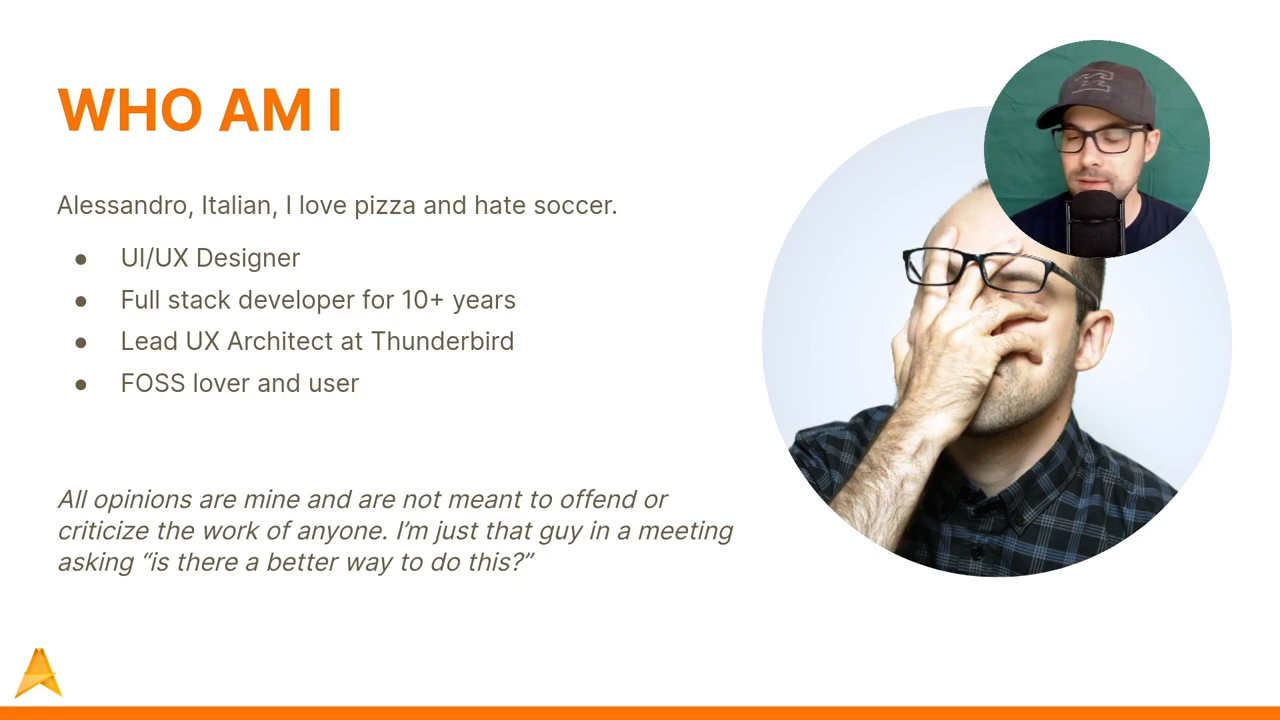 WHO AM I
Alessandro, Italian, I love pizza and hate soccer.
● UI/UX Designer
● Full stack developer for 10+ years
● Lead UX Architect at Thunderbird
● FOSS lover and user
All opinions are mine and are not meant to offend or
criticize the work of anyone. I’m just that guy in a meeting
asking “is there a better way to do this?”